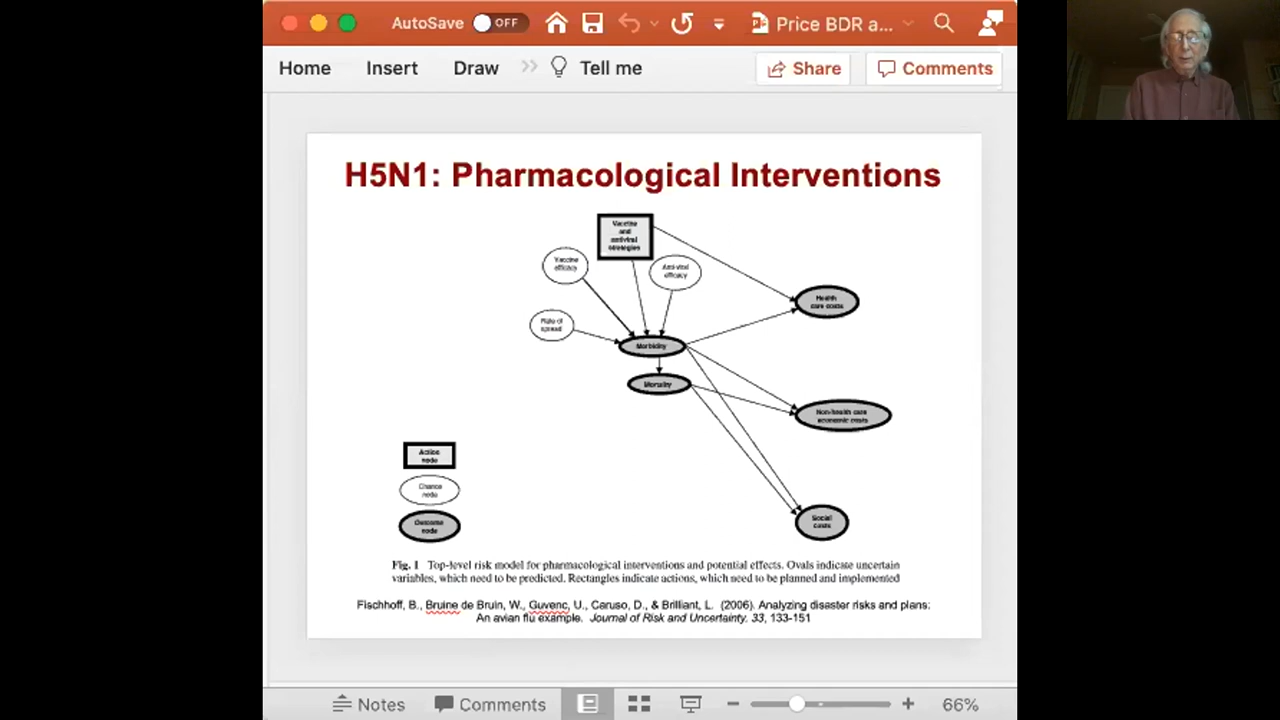 AutoSave OFF Price BDR a...
Home Insert Draw Tell me Share Comments
H5N1: Pharmacological Interventions
Vaccine
and
antiviral
strategies
Vaccine
efficacy
Anti-viral
efficacy
Health
care costs
Rate of
spread
Morbidity
Mortality
Non-health care
economic costs
Action
node
Chance
node
Outcome
node
Social
costs
Fig. 1 Top-level risk model for pharmacological interventions and potential effects. Ovals indicate uncertain
variables, which need to be predicted. Rectangles indicate actions, which need to be planned and implemented
Fischhoff, B., Bruine de Bruin, W., Guvenc, U., Caruso, D., & Brilliant, L. (2006). Analyzing disaster risks and plans:
An avian flu example. Journal of Risk and Uncertainty. 33, 133-151
Notes Comments 66%